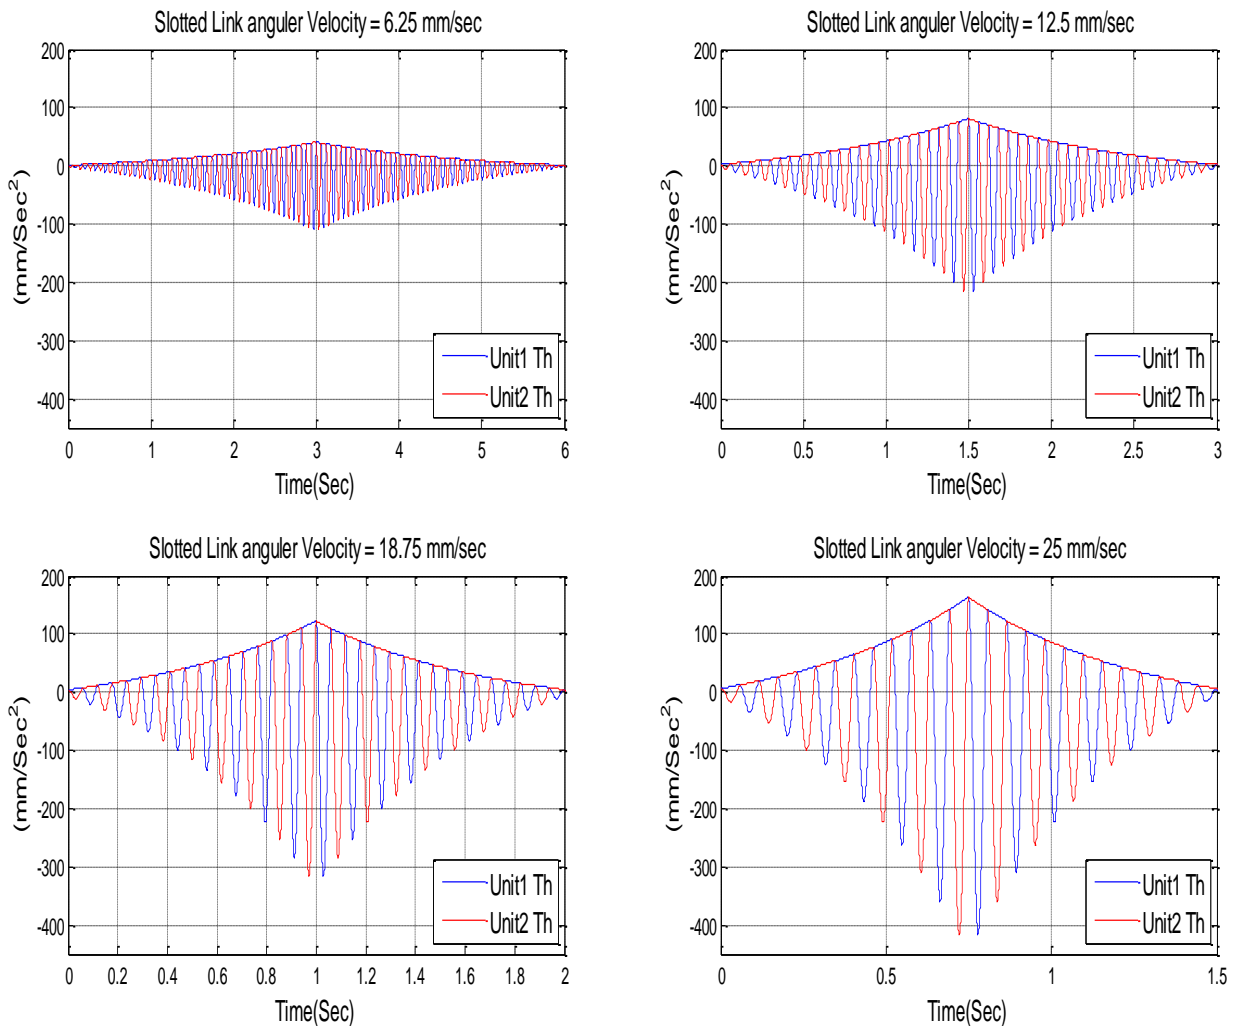 Slotted Link anguler Velocity = 6.25 mm/sec
200
100
0
-100
-200
-300
-400
(mm/Sec²)
Unit1 Th
Unit2 Th
0 1 2 3 4 5 6
Time(Sec)
Slotted Link anguler Velocity = 12.5 mm/sec
200
100
0
-100
-200
-300
-400
(mm/Sec²)
Unit1 Th
Unit2 Th
0 0.5 1 1.5 2 2.5 3
Time(Sec)
Slotted Link anguler Velocity = 18.75 mm/sec
200
100
0
-100
-200
-300
-400
(mm/Sec²)
Unit1 Th
Unit2 Th
0 0.2 0.4 0.6 0.8 1 1.2 1.4 1.6 1.8 2
Time(Sec)
Slotted Link anguler Velocity = 25 mm/sec
200
100
0
-100
-200
-300
-400
(mm/Sec²)
Unit1 Th
Unit2 Th
0 0.5 1 1.5
Time(Sec)